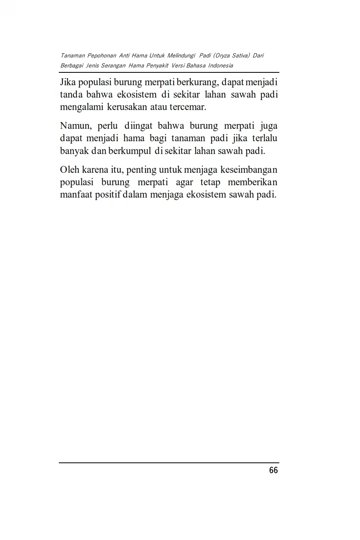 Tanaman Pepohonan Anti Hama Untuk Melindungi Padi (Oryza Sativa) Dari
Berbagai Jenis Serangan Hama Penyakit Versi Bahasa Indonesia
Jika populasi burung merpati berkurang, dapat menjadi
tanda bahwa ekosistem di sekitar lahan sawah padi
mengalami kerusakan atau tercemar.
Namun, perlu diingat bahwa burung merpati juga
dapat menjadi hama bagi tanaman padi jika terlalu
banyak dan berkumpul di sekitar lahan sawah padi.
Oleh karena itu, penting untuk menjaga keseimbangan
populasi burung merpati agar tetap memberikan
manfaat positif dalam menjaga ekosistem sawah padi.
66